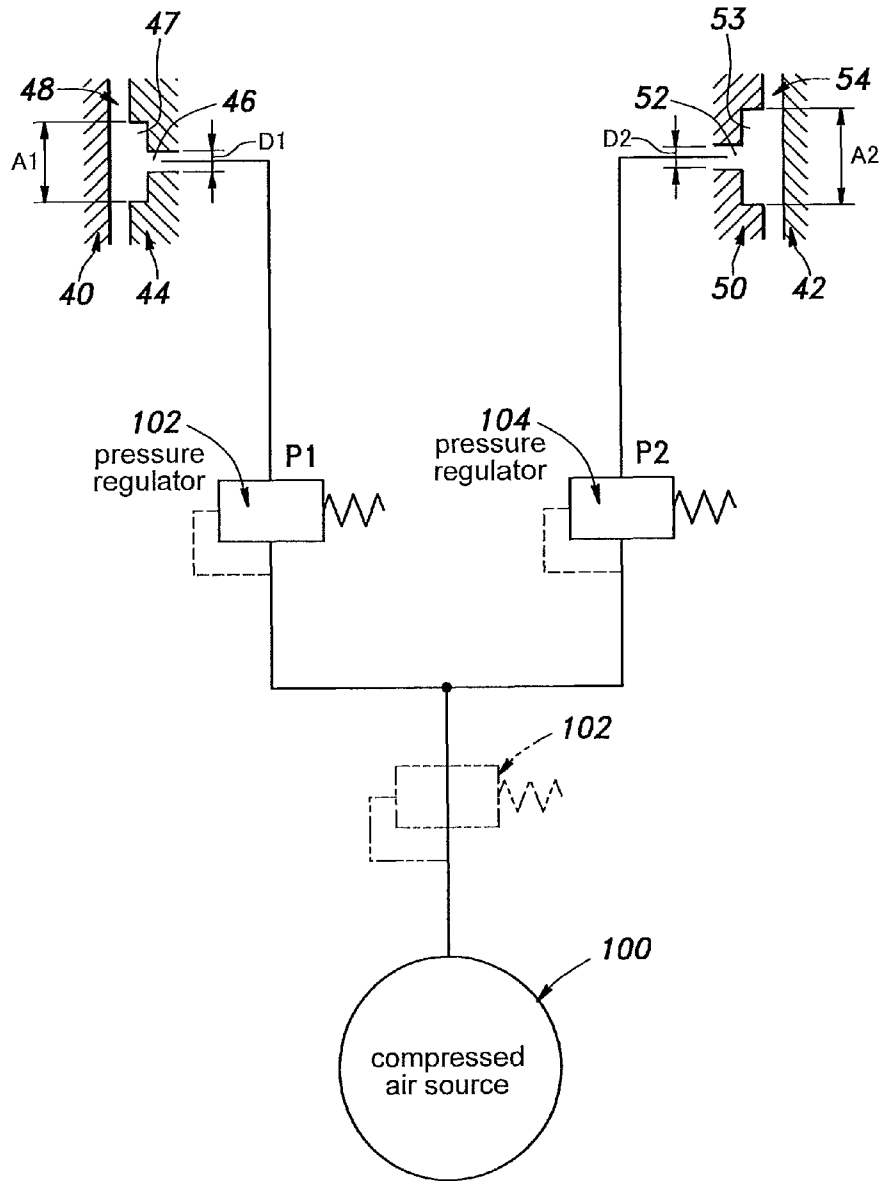 47
53
48
46
54
52
D1
D2
A1
A2
40
44
50
42
102
pressure
regulator
P1
104
pressure
regulator
P2
102
100
compressed
air source